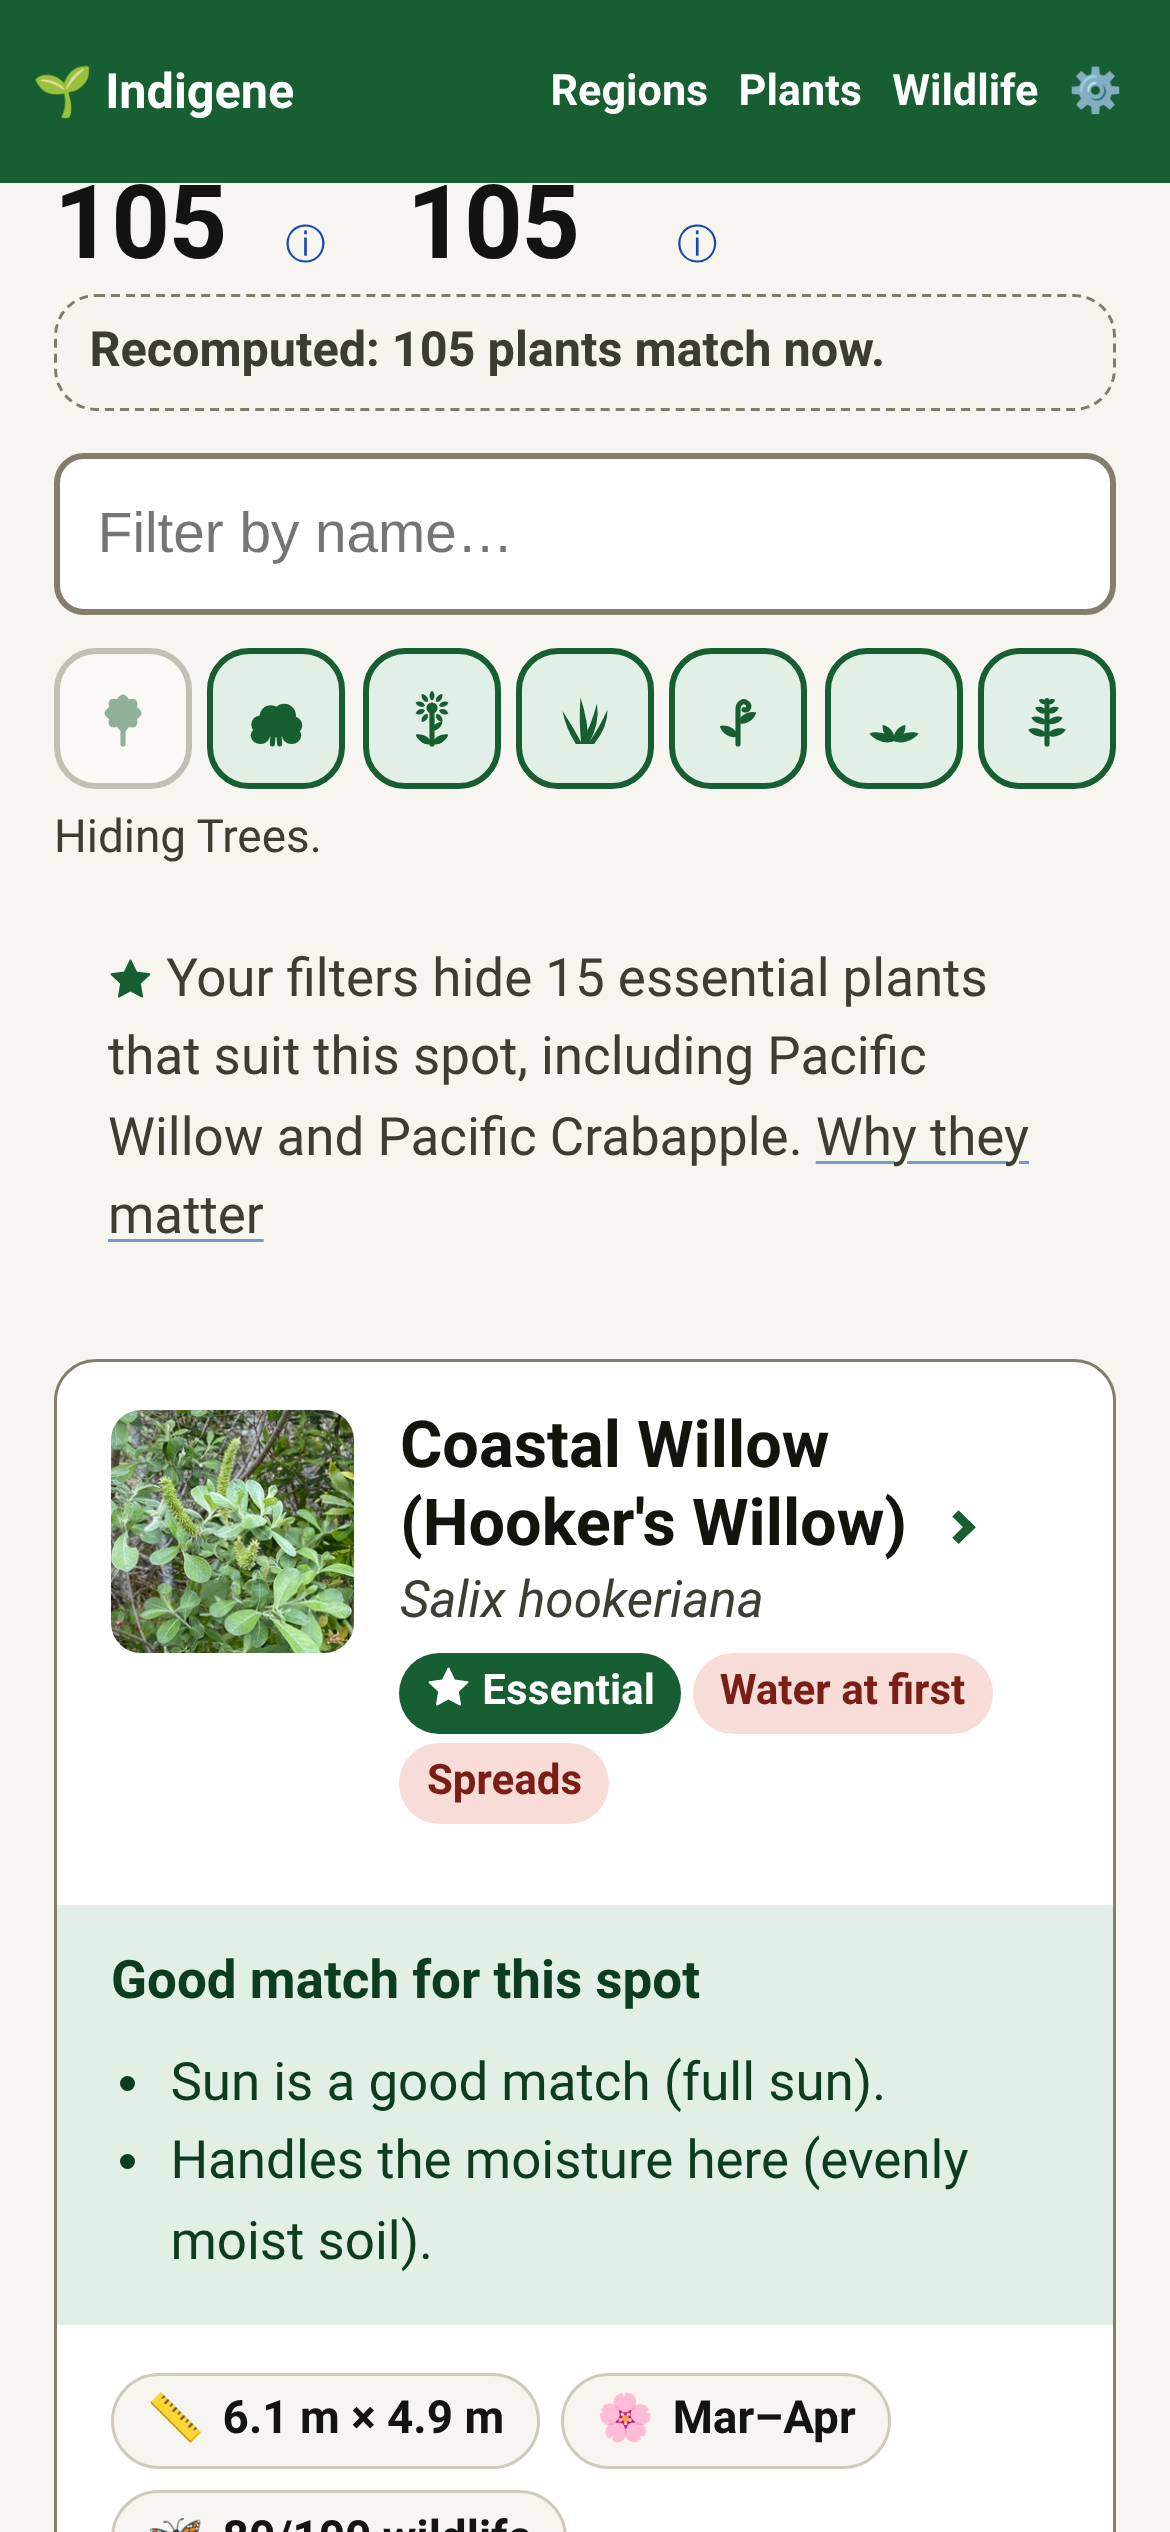 Indigene
Regions Plants Wildlife
105 ⓘ 105 ⓘ
Recomputed: 105 plants match now.
Filter by name…
Hiding Trees.
★ Your filters hide 15 essential plants
that suit this spot, including Pacific
Willow and Pacific Crabapple. Why they
matter
Coastal Willow
(Hooker's Willow)
Salix hookeriana
★ Essential
Water at first
Spreads
Good match for this spot
• Sun is a good match (full sun).
• Handles the moisture here (evenly
moist soil).
6.1 m × 4.9 m
Mar–Apr
80/100 wildlife